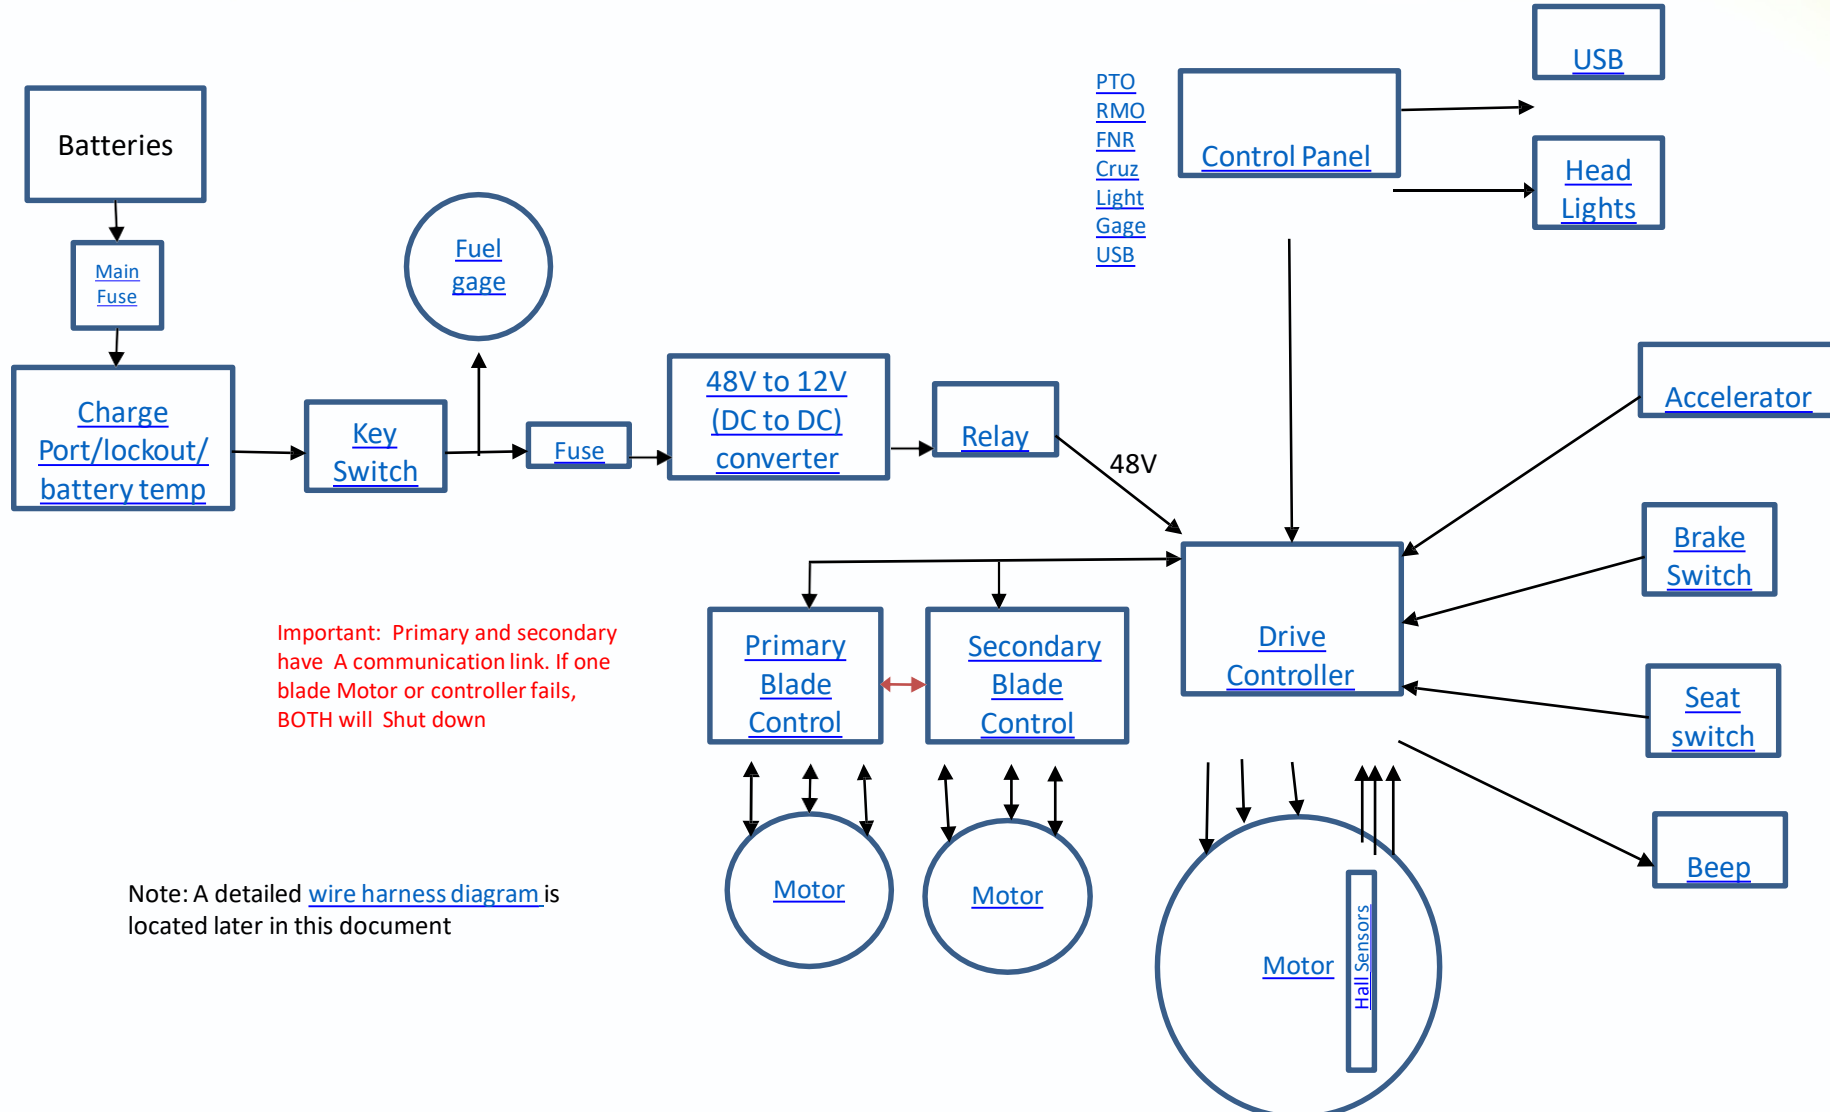 Batteries
Main
Fuse
Charge
Port/lockout/
battery temp
Key
Switch
Fuel
gage
Fuse
48V to 12V
(DC to DC)
converter
Relay
48V
PTO
RMO
FNR
Cruz
Light
Gage
USB
Control Panel
USB
Head
Lights
Accelerator
Brake
Switch
Seat
switch
Beep
Drive
Controller
Primary
Blade
Control
Secondary
Blade
Control
Important:  Primary and secondary
have  A communication link. If one
blade Motor or controller fails,
BOTH will  Shut down
Motor
Motor
Motor
Hall Sensors
Note: A detailed wire harness diagram is
located later in this document